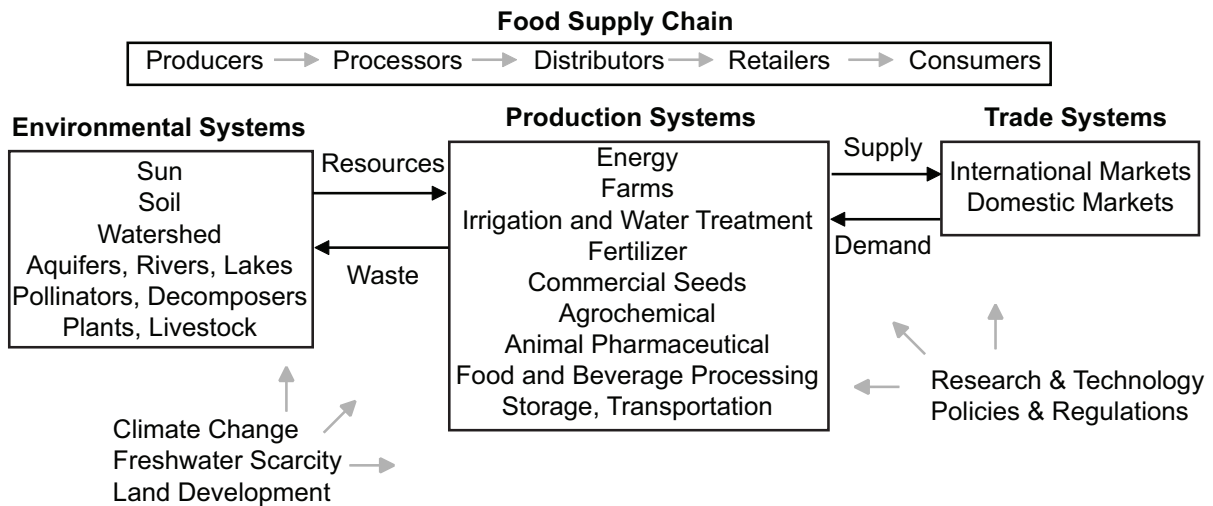 Food Supply Chain
Producers Processors Distributors Retailers Consumers
Environmental Systems
Sun
Soil
Watershed
Aquifers, Rivers, Lakes
Pollinators, Decomposers
Plants, Livestock
Resources
Waste
Production Systems
Energy
Farms
Irrigation and Water Treatment
Fertilizer
Commercial Seeds
Agrochemical
Animal Pharmaceutical
Food and Beverage Processing
Storage, Transportation
Supply
Demand
Trade Systems
International Markets
Domestic Markets
Climate Change
Freshwater Scarcity
Land Development
Research & Technology
Policies & Regulations